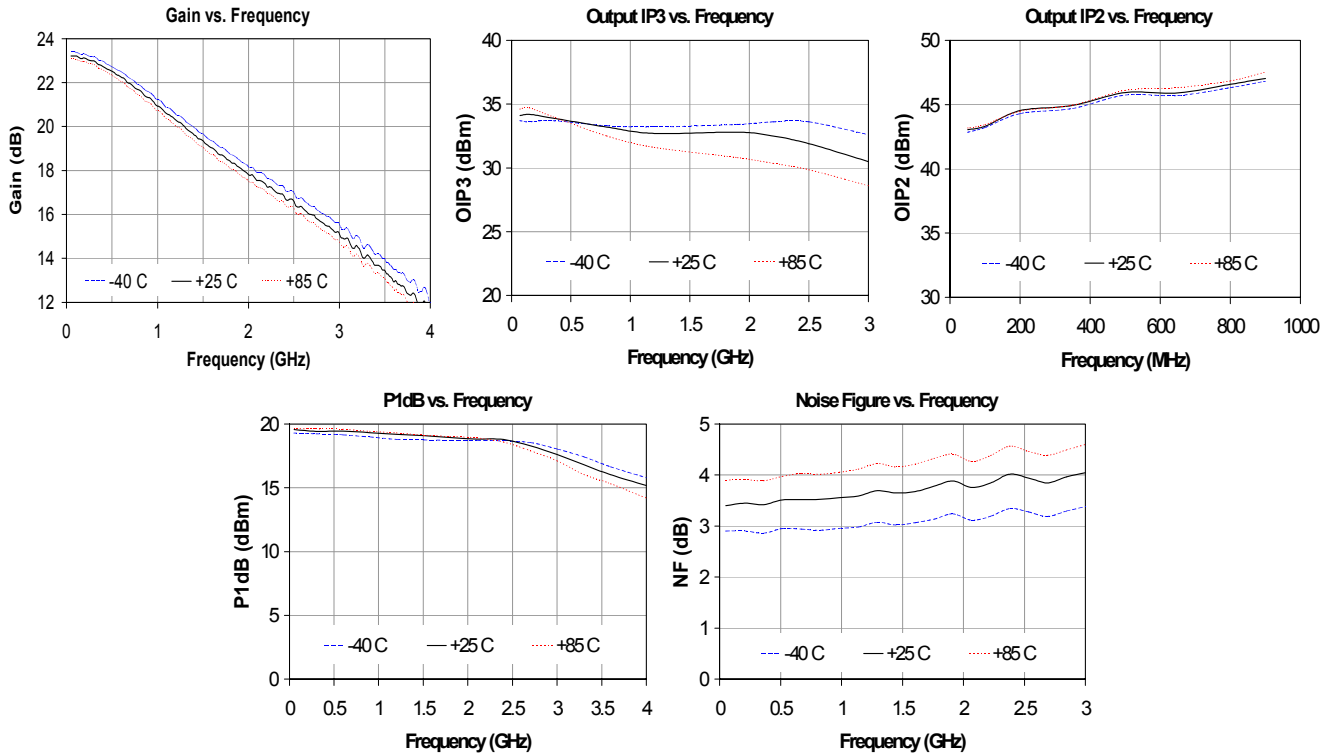 Gain vs. Frequency
24
22
20
18
16
14
12
Gain (dB)
-40 C +25 C +85 C
0 1 2 3 4
Frequency (GHz)
Output IP3 vs. Frequency
40
35
30
25
20
OIP3 (dBm)
-40 C +25 C +85 C
0 0.5 1 1.5 2 2.5 3
Frequency (GHz)
Output IP2 vs. Frequency
50
45
40
35
30
OIP2 (dBm)
-40 C +25 C +85 C
0 200 400 600 800 1000
Frequency (MHz)
P1dB vs. Frequency
20
15
10
5
0
P1dB (dBm)
-40 C +25 C +85 C
0 0.5 1 1.5 2 2.5 3 3.5 4
Frequency (GHz)
Noise Figure vs. Frequency
5
4
3
2
1
0
NF (dB)
-40 C +25 C +85 C
0 0.5 1 1.5 2 2.5 3
Frequency (GHz)